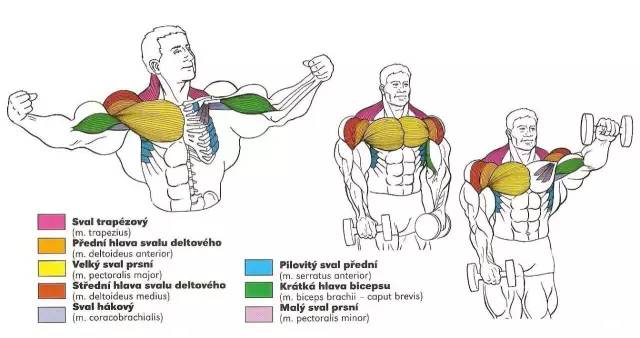 Sval trapézový
(m. trapezius)
Přední hlava svalu deltového
(m. deltoideus anterior)
Velký sval prsní
(m. pectoralis major)
Střední hlava svalu deltového
(m. deltoideus medius)
Sval hákový
(m. coracobrachialis)
Pilovitý sval přední
(m. serratus anterior)
Krátká hlava bicepsu
(m. biceps brachii – caput brevis)
Malý sval prsní
(m. pectoralis minor)